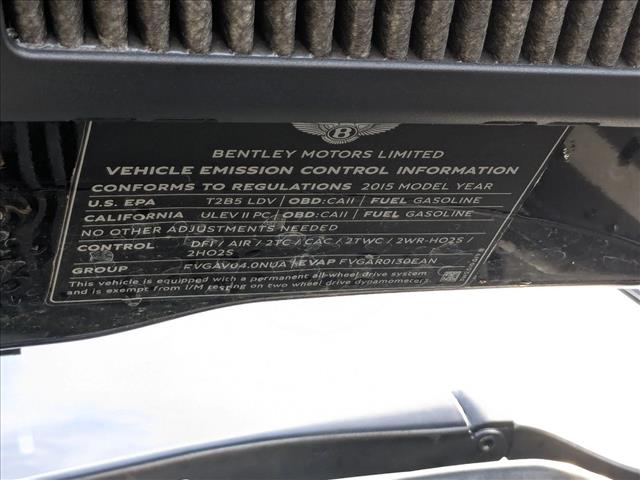 B
BENTLEY MOTORS LIMITED
VEHICLE EMISSION CONTROL INFORMATION
CONFORMS TO REGULATIONS 2015 MODEL YEAR
U.S. EPA T2B5 LDV OBD:CAII FUEL GASOLINE
CALIFORNIA ULEV II PC OBD:CAII FUEL GASOLINE
NO OTHER ADJUSTMENTS NEEDED
CONTROL DFI / AIR / 2TC / CAC / 2TWC / 2WR-HO2S /
2HO2S
GROUP FVGAV04.0NUA EVAP FVGAR0130EAN
This vehicle is equipped with a permanent all-wheel drive system
and is exempt from I/M testing on two wheel drive dynamometers